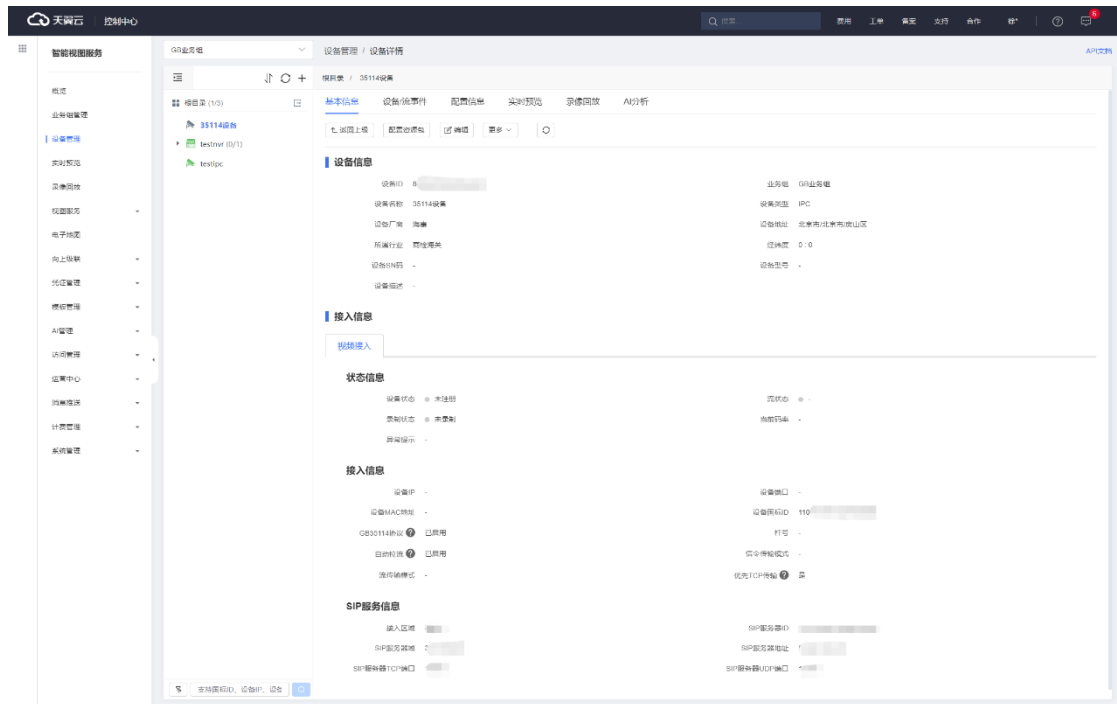 天翼云 控制中心 搜索 费用 工单 备案 支持 合作 徐* 6
智能视图服务 GB业务组 设备管理 / 设备详情 API文档
概览
业务组管理
设备管理
实时预览
录像回放
视图服务
电子地图
向上级联
凭证管理
模板管理
AI管理
访问管理
运营中心
消息推送
计费管理
系统管理
根目录 (1/3)
35114设备
testnvr (0/1)
testipc
支持国标ID、设备IP、设备
根目录 / 35114设备
基本信息 设备/流事件 配置信息 实时预览 录像回放 AI分析
返回上级 配置资源包 编辑 更多
设备信息
设备ID 8 业务组 GB业务组
设备名称 35114设备 设备类型 IPC
设备厂商 海康 设备地址 北京市/北京市/房山区
所属行业 商检海关 经纬度 0 : 0
设备SN码 - 设备型号 -
设备描述 -
接入信息
视频接入
状态信息
设备状态 未注册 流状态 -
录制状态 未录制 当前码率 -
异常提示 -
接入信息
设备IP - 设备端口 -
设备MAC地址 - 设备国标ID 110
GB35114协议 已启用 杆号 -
自动拉流 已启用 信令传输模式 -
流传输模式 - 优先TCP传输 是
SIP服务信息
接入区域 SIP服务器ID
SIP服务器域 SIP服务器地址
SIP服务器TCP端口 SIP服务器UDP端口